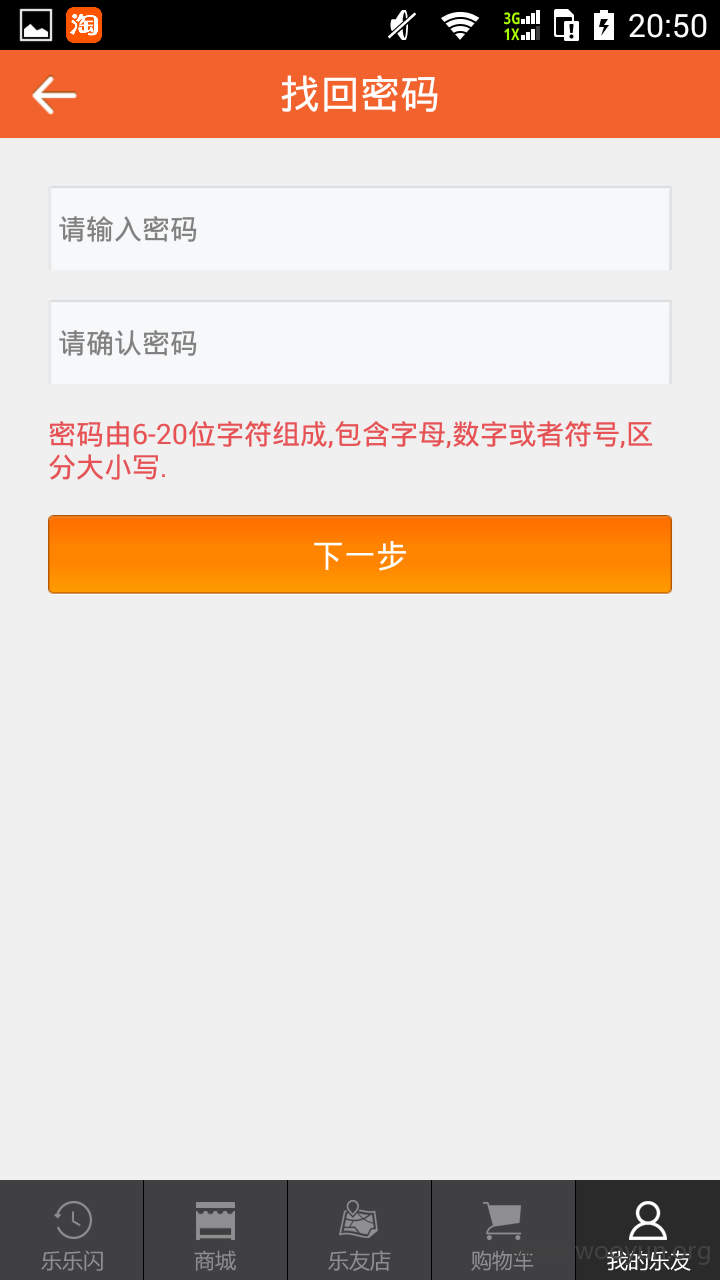 淘
3G
1X
20:50
找回密码
请输入密码
请确认密码
密码由6-20位字符组成,包含字母,数字或者符号,区
分大小写.
下一步
乐乐闪
商城
乐友店
购物车
我的乐友
wooyun.org